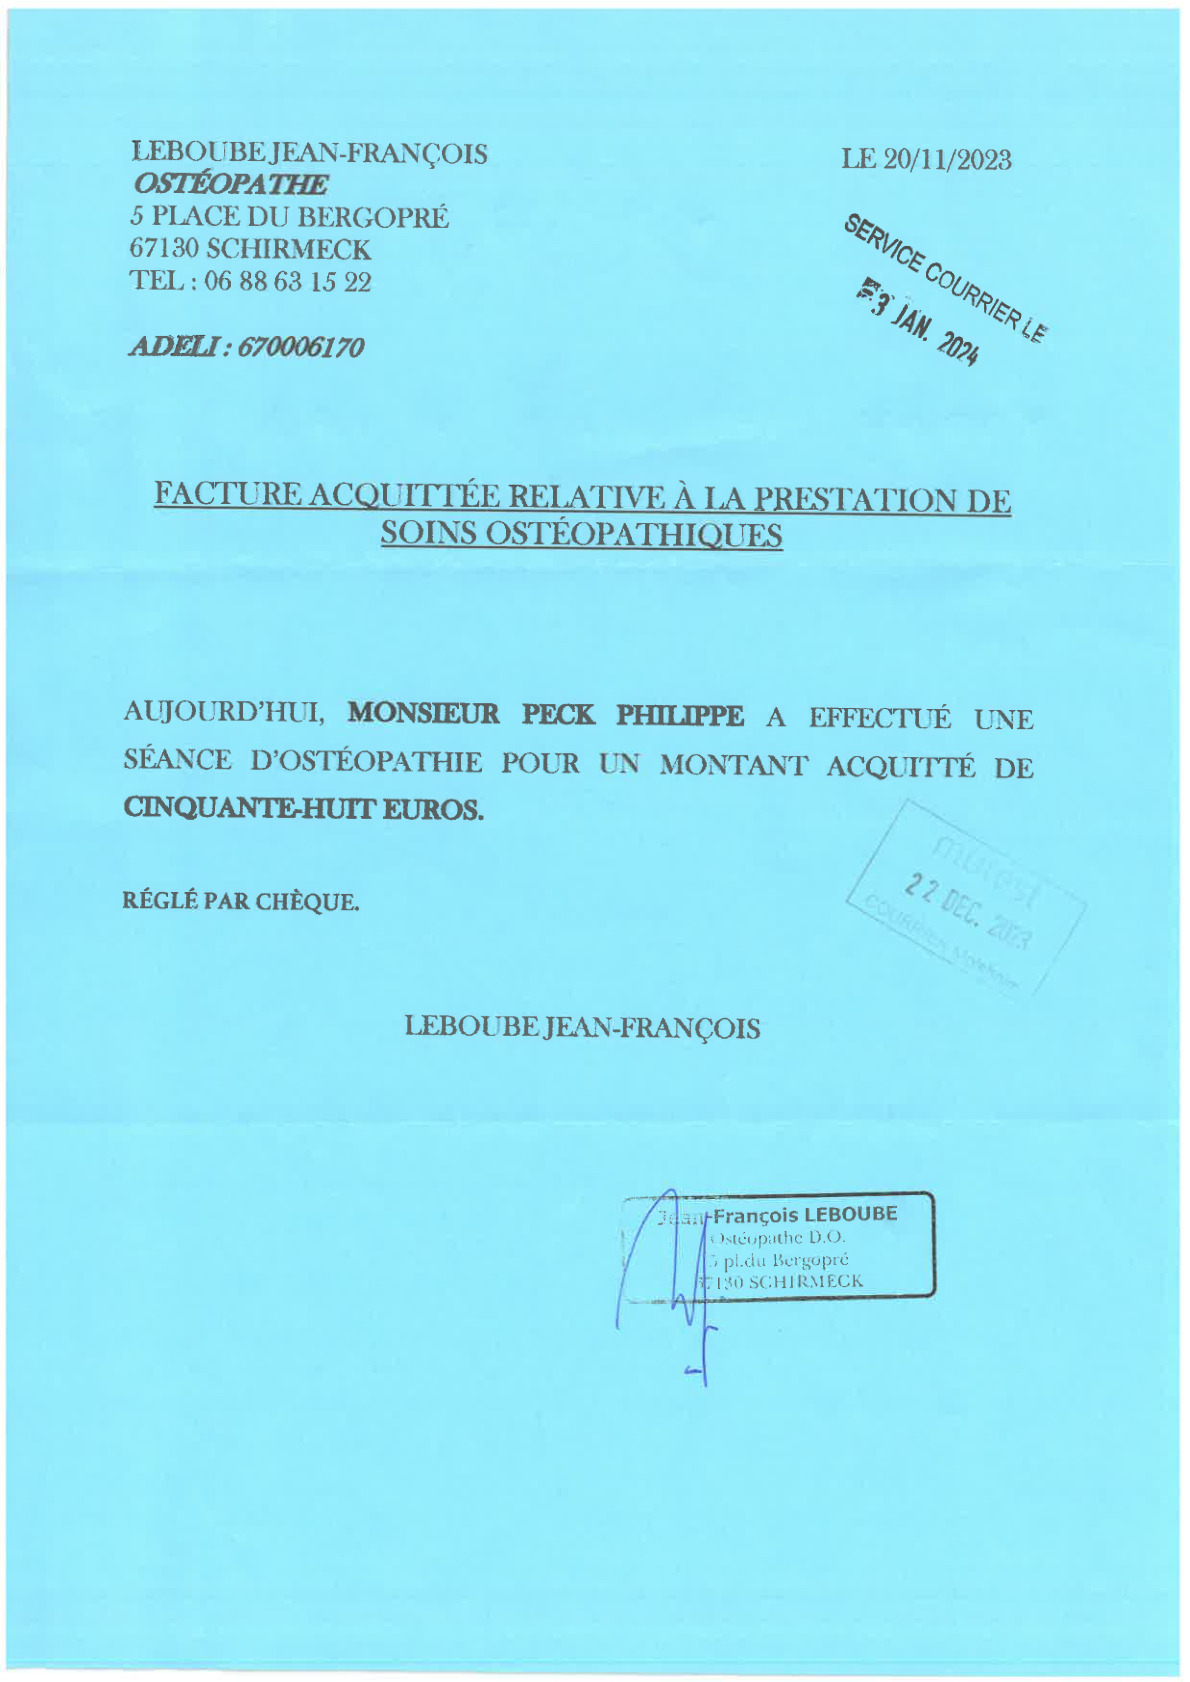 LEBOUBE JEAN-FRANÇOIS
OSTÉOPATHE
5 PLACE DU BERGOPRÉ
67130 SCHIRMECK
TEL : 06 88 63 15 22
ADELI : 670006170
LE 20/11/2023
SERVICE COURRIER LE
3 JAN. 2024
FACTURE ACQUITTÉE RELATIVE À LA PRESTATION DE
SOINS OSTÉOPATHIQUES
AUJOURD'HUI, MONSIEUR PECK PHILIPPE A EFFECTUÉ UNE
SÉANCE D'OSTÉOPATHIE POUR UN MONTANT ACQUITTÉ DE
CINQUANTE-HUIT EUROS.
RÉGLÉ PAR CHÈQUE.
22 DEC. 2023
COURRIER
LEBOUBE JEAN-FRANÇOIS
Jean-François LEBOUBE
Ostéopathe D.O.
5 pl.du Bergopré
67130 SCHIRMECK